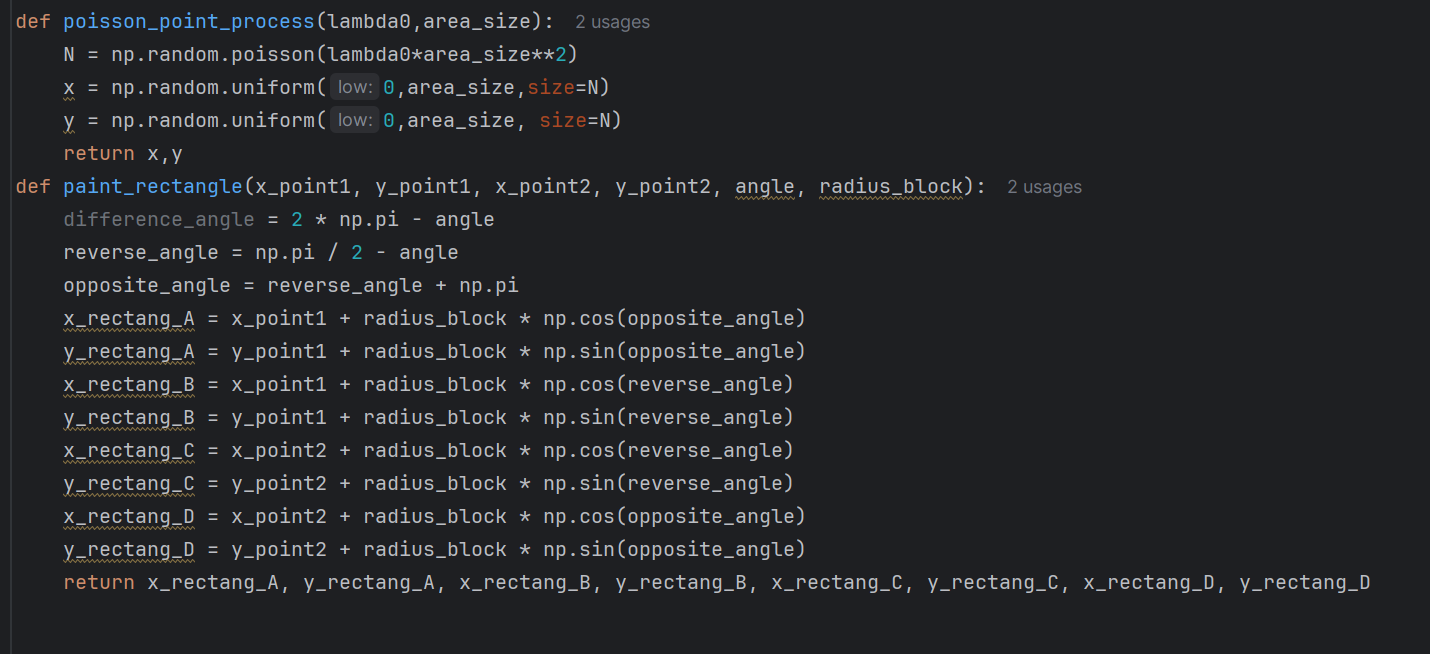 def poisson_point_process(lambda0,area_size): 2 usages
    N = np.random.poisson(lambda0*area_size**2)
    x = np.random.uniform( low: 0,area_size,size=N)
    y = np.random.uniform( low: 0,area_size, size=N)
    return x,y
def paint_rectangle(x_point1, y_point1, x_point2, y_point2, angle, radius_block): 2 usages
    difference_angle = 2 * np.pi - angle
    reverse_angle = np.pi / 2 - angle
    opposite_angle = reverse_angle + np.pi
    x_rectang_A = x_point1 + radius_block * np.cos(opposite_angle)
    y_rectang_A = y_point1 + radius_block * np.sin(opposite_angle)
    x_rectang_B = x_point1 + radius_block * np.cos(reverse_angle)
    y_rectang_B = y_point1 + radius_block * np.sin(reverse_angle)
    x_rectang_C = x_point2 + radius_block * np.cos(reverse_angle)
    y_rectang_C = y_point2 + radius_block * np.sin(reverse_angle)
    x_rectang_D = x_point2 + radius_block * np.cos(opposite_angle)
    y_rectang_D = y_point2 + radius_block * np.sin(opposite_angle)
    return x_rectang_A, y_rectang_A, x_rectang_B, y_rectang_B, x_rectang_C, y_rectang_C, x_rectang_D, y_rectang_D